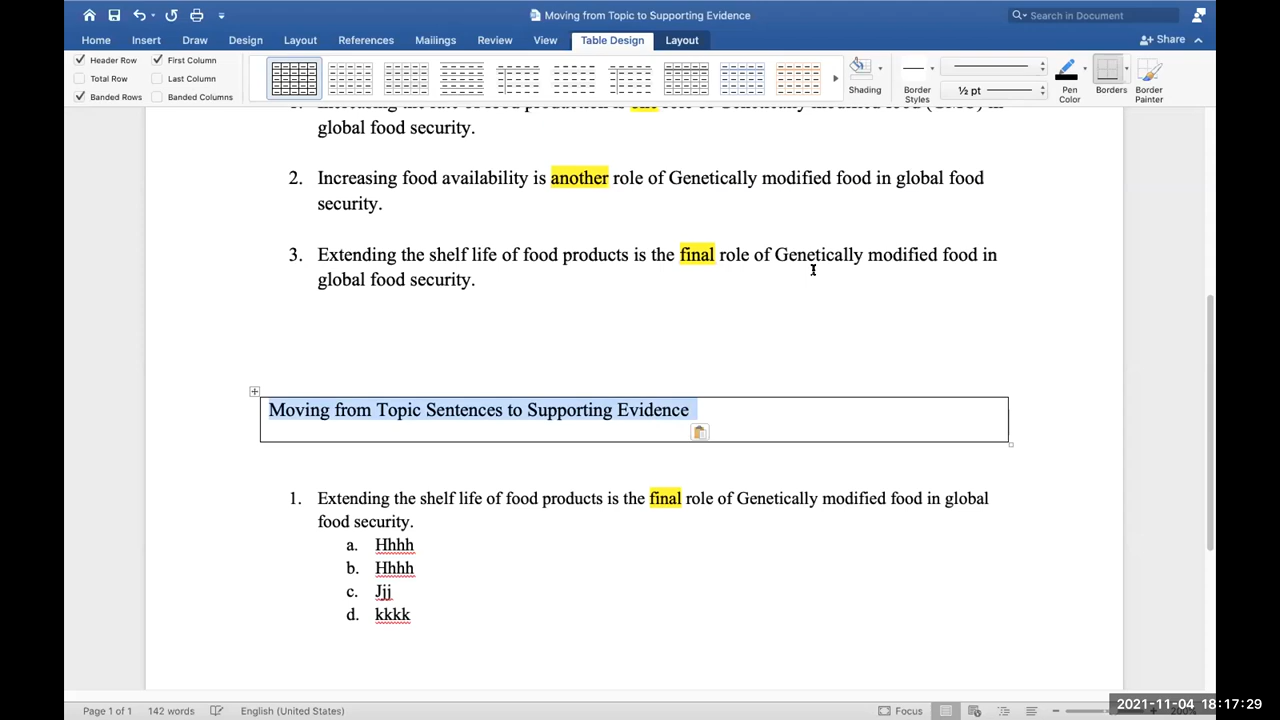 Moving from Topic to Supporting Evidence
Search in Document
Home Insert Draw Design Layout References Mailings Review View Table Design Layout Share
Header Row First Column
Total Row Last Column
Banded Rows Banded Columns
Shading
Border Styles
½ pt
Pen Color
Borders
Border Painter
global food security.
2. Increasing food availability is another role of Genetically modified food in global food
security.
3. Extending the shelf life of food products is the final role of Genetically modified food in
global food security.
Moving from Topic Sentences to Supporting Evidence
1. Extending the shelf life of food products is the final role of Genetically modified food in global
food security.
a. Hhhh
b. Hhhh
c. Jjj
d. kkkk
Page 1 of 1 142 words English (United States) Focus
2021-11-04 18:17:29